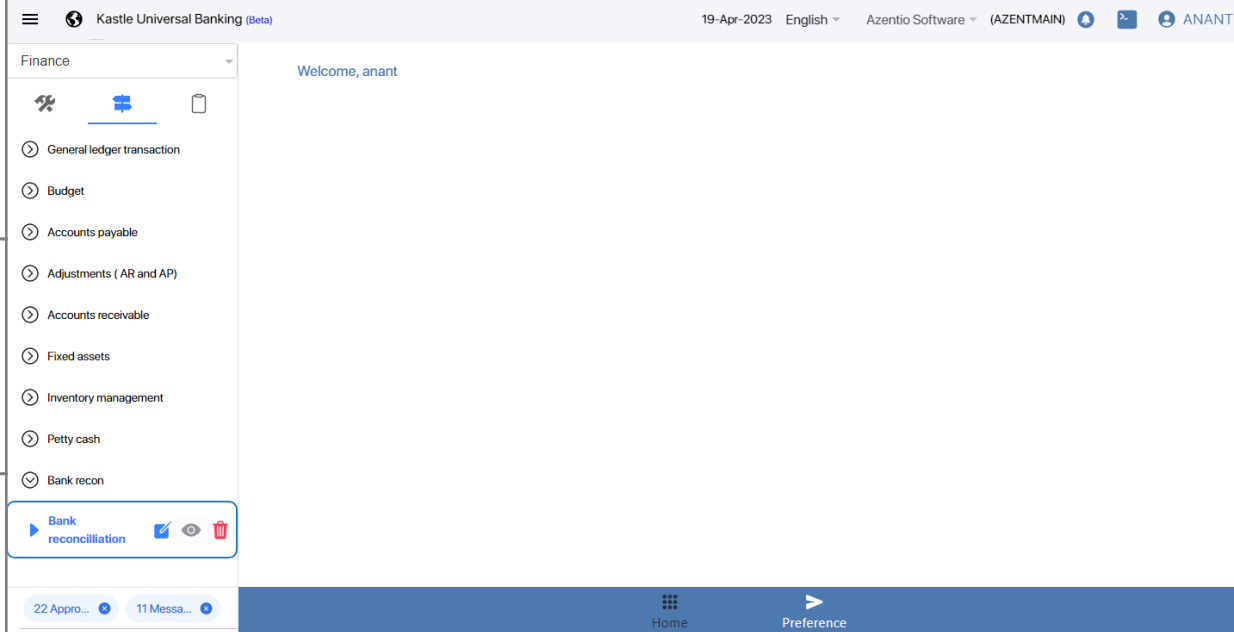 Kastle Universal Banking (Beta)
19-Apr-2023 English Azentio Software (AZENTMAIN) ANANT
Finance
Welcome, anant
General ledger transaction
Budget
Accounts payable
Adjustments ( AR and AP)
Accounts receivable
Fixed assets
Inventory management
Petty cash
Bank recon
Bank
reconcilliation
22 Appro... 11 Messa...
Home Preference